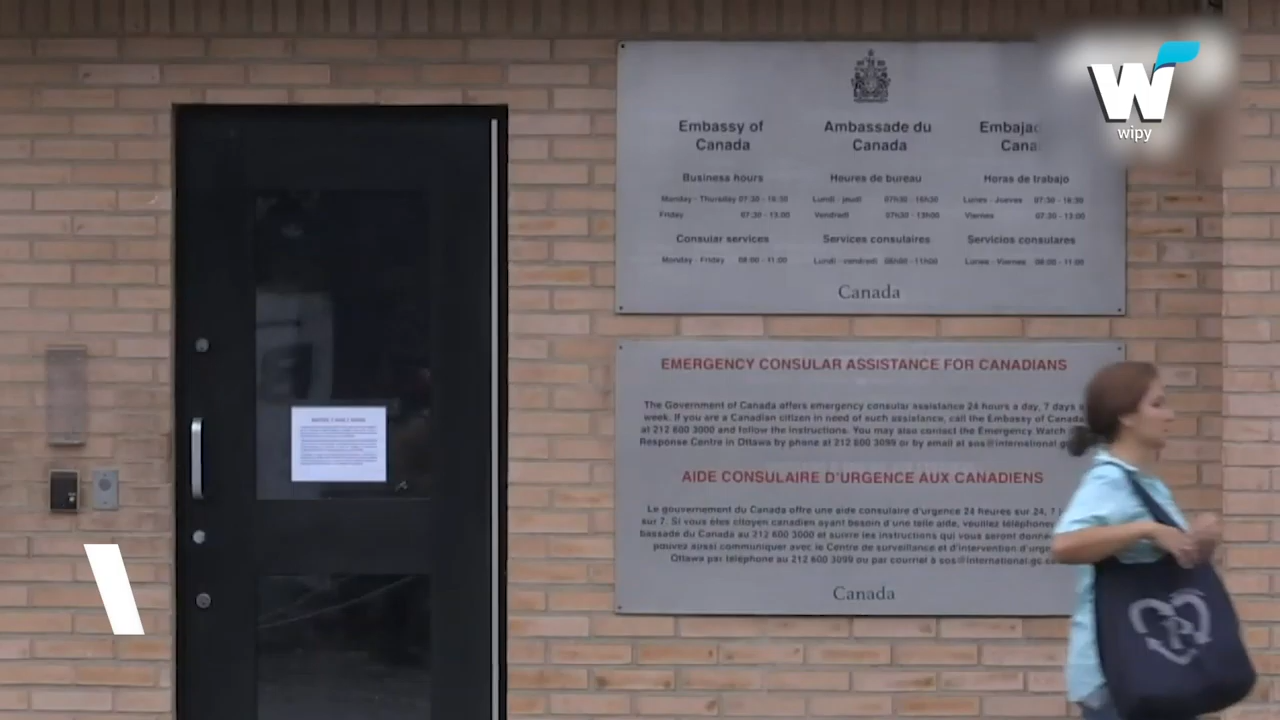 wipy
Embassy of
Canada
Business hours
Monday - Thursday 07:30 - 16:30
Friday 07:30 - 13:00
Consular services
Monday - Friday 08:00 - 11:00
Ambassade du
Canada
Heures de bureau
Lundi - jeudi 07h30 - 16h30
Vendredi 07h30 - 13h00
Services consulaires
Lundi - vendredi 08h00 - 11h00
Canada
Horas de trabajo
Lunes - Jueves 07:30 - 16:30
Viernes 07:30 - 13:00
Servicios consulares
Lunes - Viernes 08:00 - 11:00
Canada
EMERGENCY CONSULAR ASSISTANCE FOR CANADIANS
The Government of Canada offers emergency consular assistance 24 hours a day, 7 days
week. If you are a Canadian citizen in need of such assistance, call the Embassy of Canada
at 212 600 3000 and follow the instructions. You may also contact the Emergency Watch
Response Centre in Ottawa by phone at 212 600 3099 or by email at sos@international
AIDE CONSULAIRE D'URGENCE AUX CANADIENS
Le gouvernement du Canada offre une aide consulaire d'urgence 24 heures sur 24, 7
sur 7. Si vous êtes citoyen canadien ayant besoin d'une telle aide, veuillez téléphoner
bassade du Canada au 212 600 3000 et suivre les instructions qui vous seront
pouvez aussi communiquer avec le Centre de surveillance et d'intervention
Ottawa par téléphone au 212 600 3099 ou par courriel à sos@international.gc
Canada